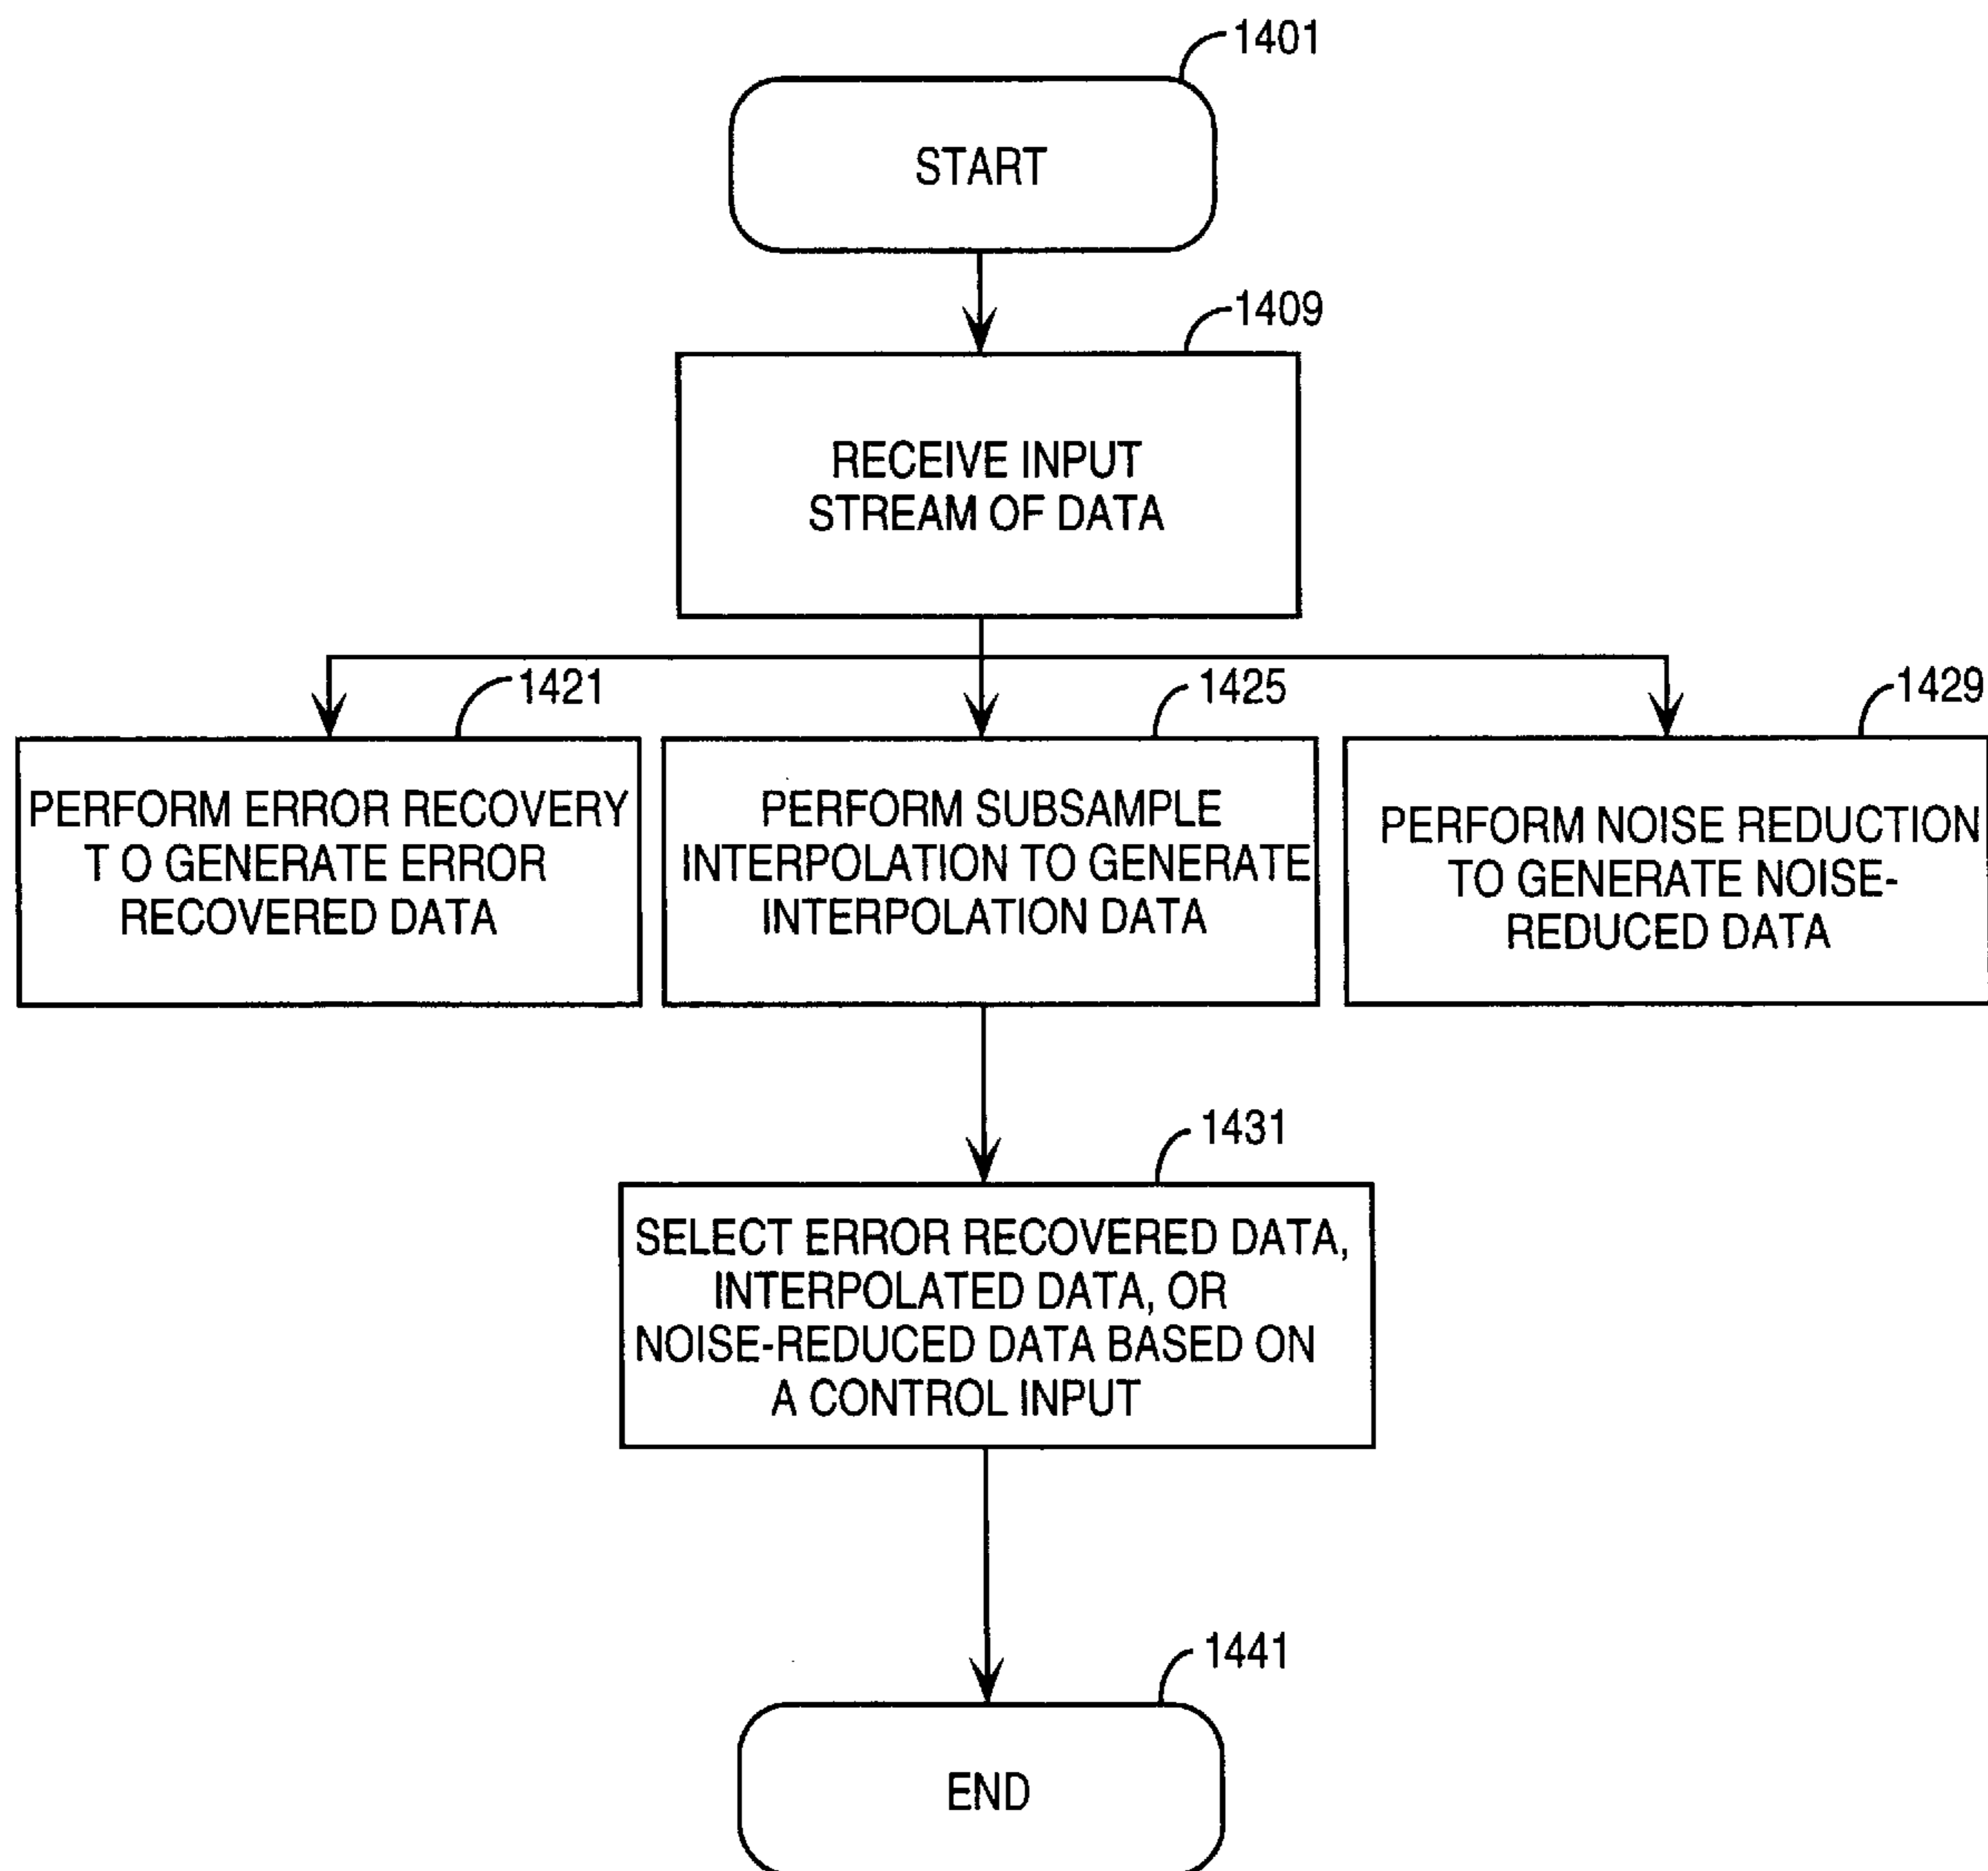 1401
START
1409
RECEIVE INPUT
STREAM OF DATA
1421
PERFORM ERROR RECOVERY
T O GENERATE ERROR
RECOVERED DATA
1425
PERFORM SUBSAMPLE
INTERPOLATION TO GENERATE
INTERPOLATION DATA
1429
PERFORM NOISE REDUCTION
TO GENERATE NOISE-
REDUCED DATA
1431
SELECT ERROR RECOVERED DATA,
INTERPOLATED DATA, OR
NOISE-REDUCED DATA BASED ON
A CONTROL INPUT
1441
END